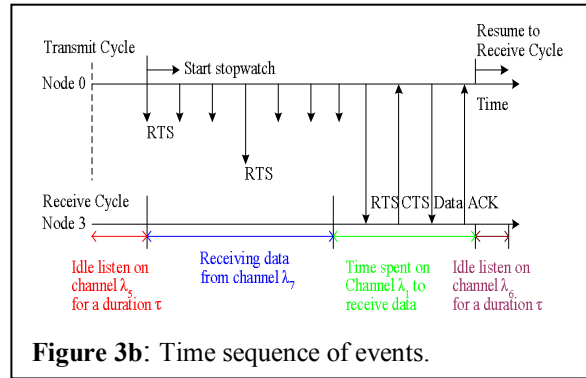 Transmit Cycle
Resume to
Receive Cycle
Start stopwatch
Node 0
Time
RTS
RTS
RTS CTS Data ACK
Receive Cycle
Node 3
Idle listen on
channel λ5
for a duration τ
Receiving data
from channel λ7
Time spent on
Channel λ1 to
receive data
Idle listen on
channel λ6
for a duration τ
Figure 3b: Time sequence of events.